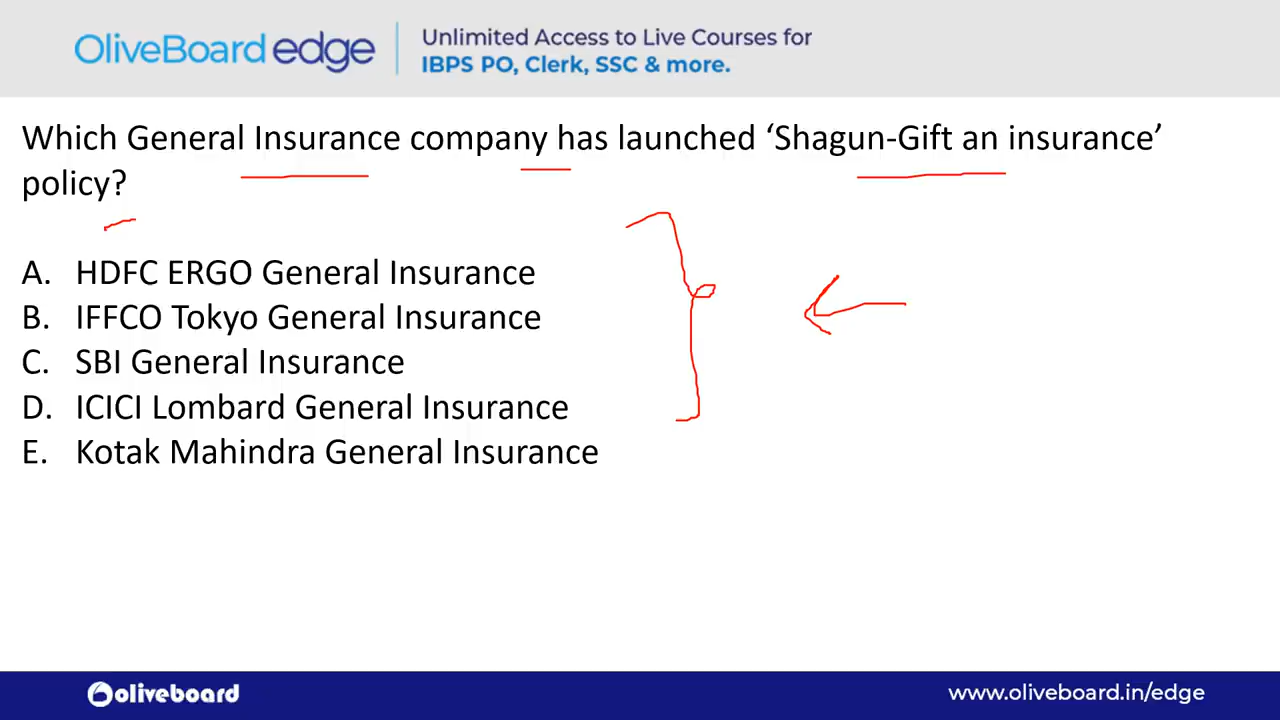 OliveBoard edge
Unlimited Access to Live Courses for
IBPS PO, Clerk, SSC & more.
Which General Insurance company has launched ‘Shagun-Gift an insurance’
policy?
A. HDFC ERGO General Insurance
B. IFFCO Tokyo General Insurance
C. SBI General Insurance
D. ICICI Lombard General Insurance
E. Kotak Mahindra General Insurance
oliveboard
www.oliveboard.in/edge